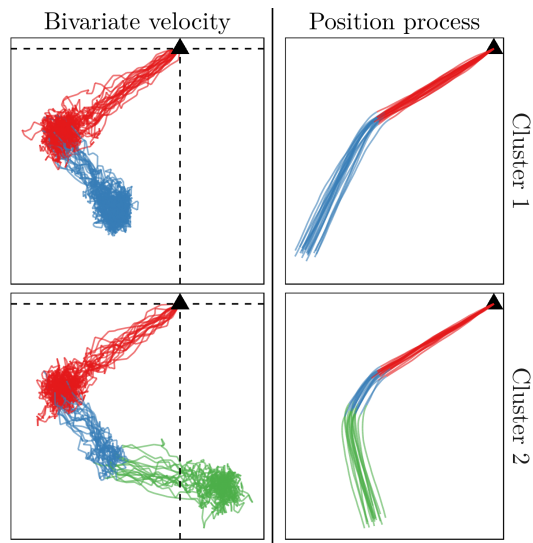 Bivariate velocity
Position process
Cluster 1
Cluster 2